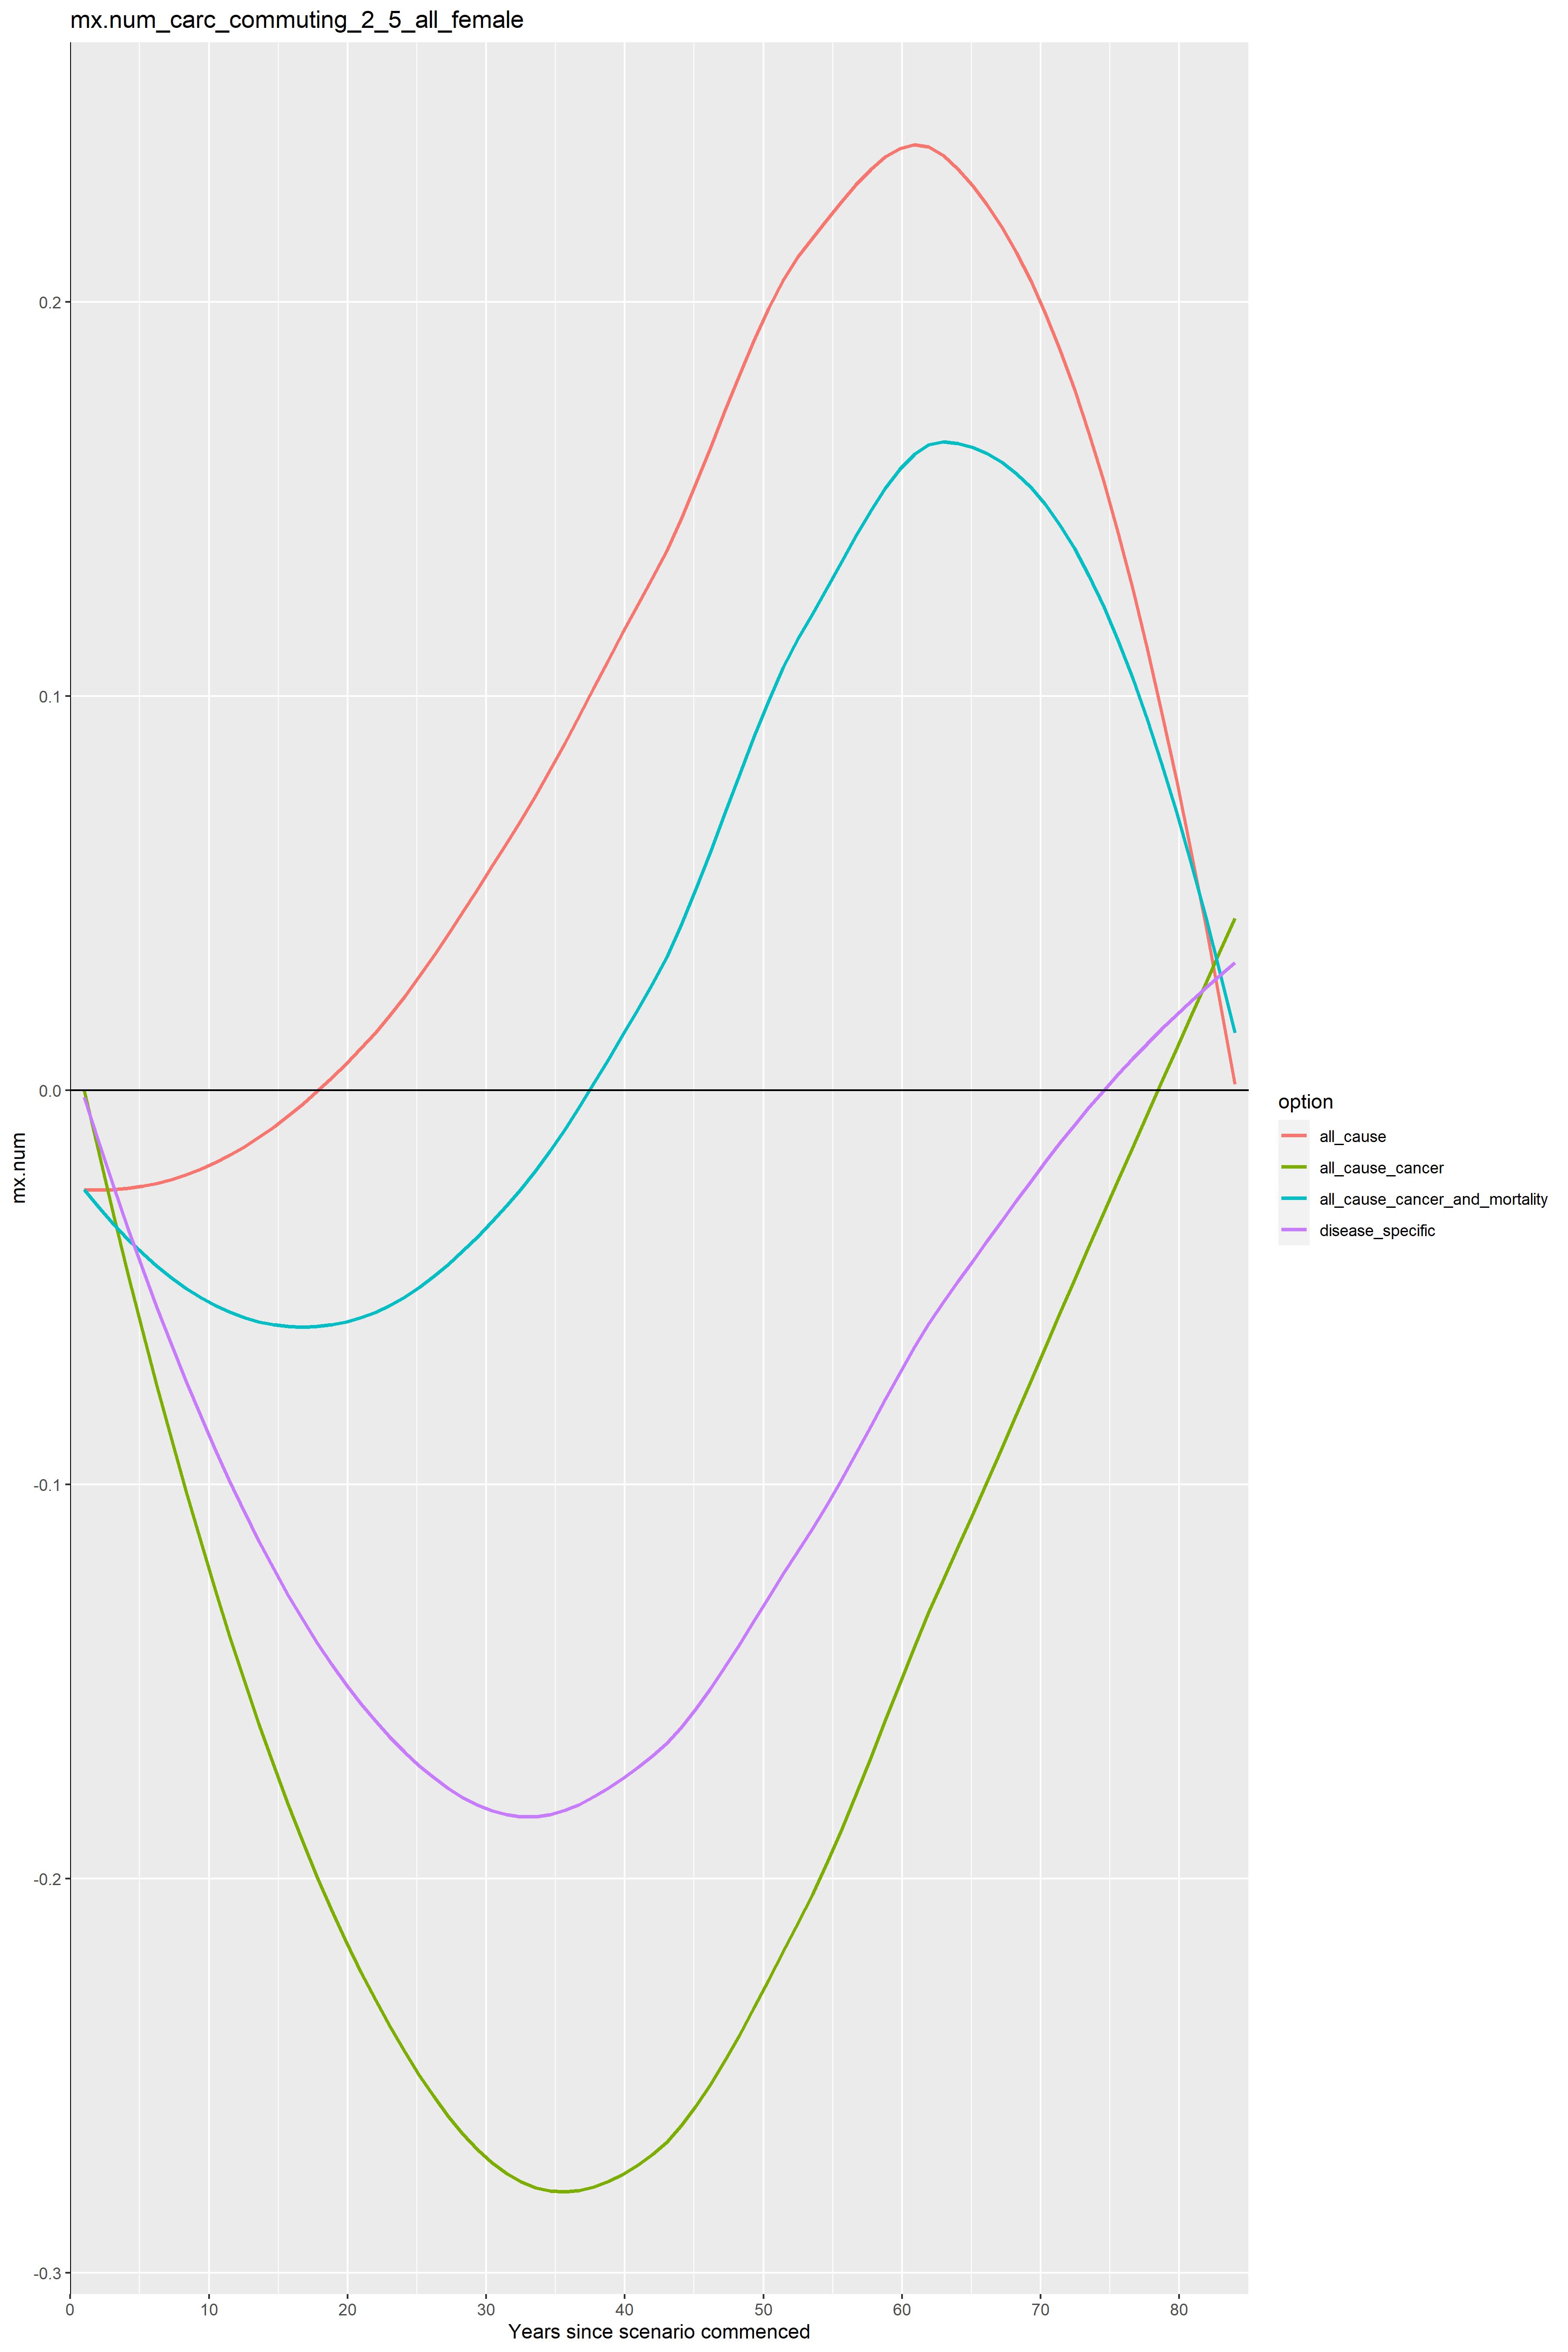 mx.num_carc_commuting_2_5_all_female
mx.num
0.2
0.1
0.0
-0.1
-0.2
-0.3
0 10 20 30 40 50 60 70 80
Years since scenario commenced
option
all_cause
all_cause_cancer
all_cause_cancer_and_mortality
disease_specific